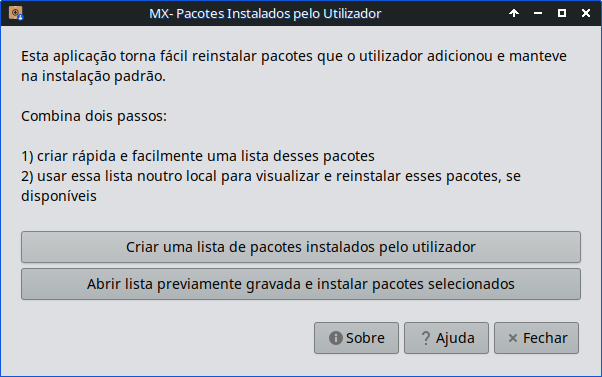 MX- Pacotes Instalados pelo Utilizador
Esta aplicação torna fácil reinstalar pacotes que o utilizador adicionou e manteve
na instalação padrão.
Combina dois passos:
1) criar rápida e facilmente uma lista desses pacotes
2) usar essa lista noutro local para visualizar e reinstalar esses pacotes, se
disponíveis
Criar uma lista de pacotes instalados pelo utilizador
Abrir lista previamente gravada e instalar pacotes selecionados
Sobre
Ajuda
Fechar